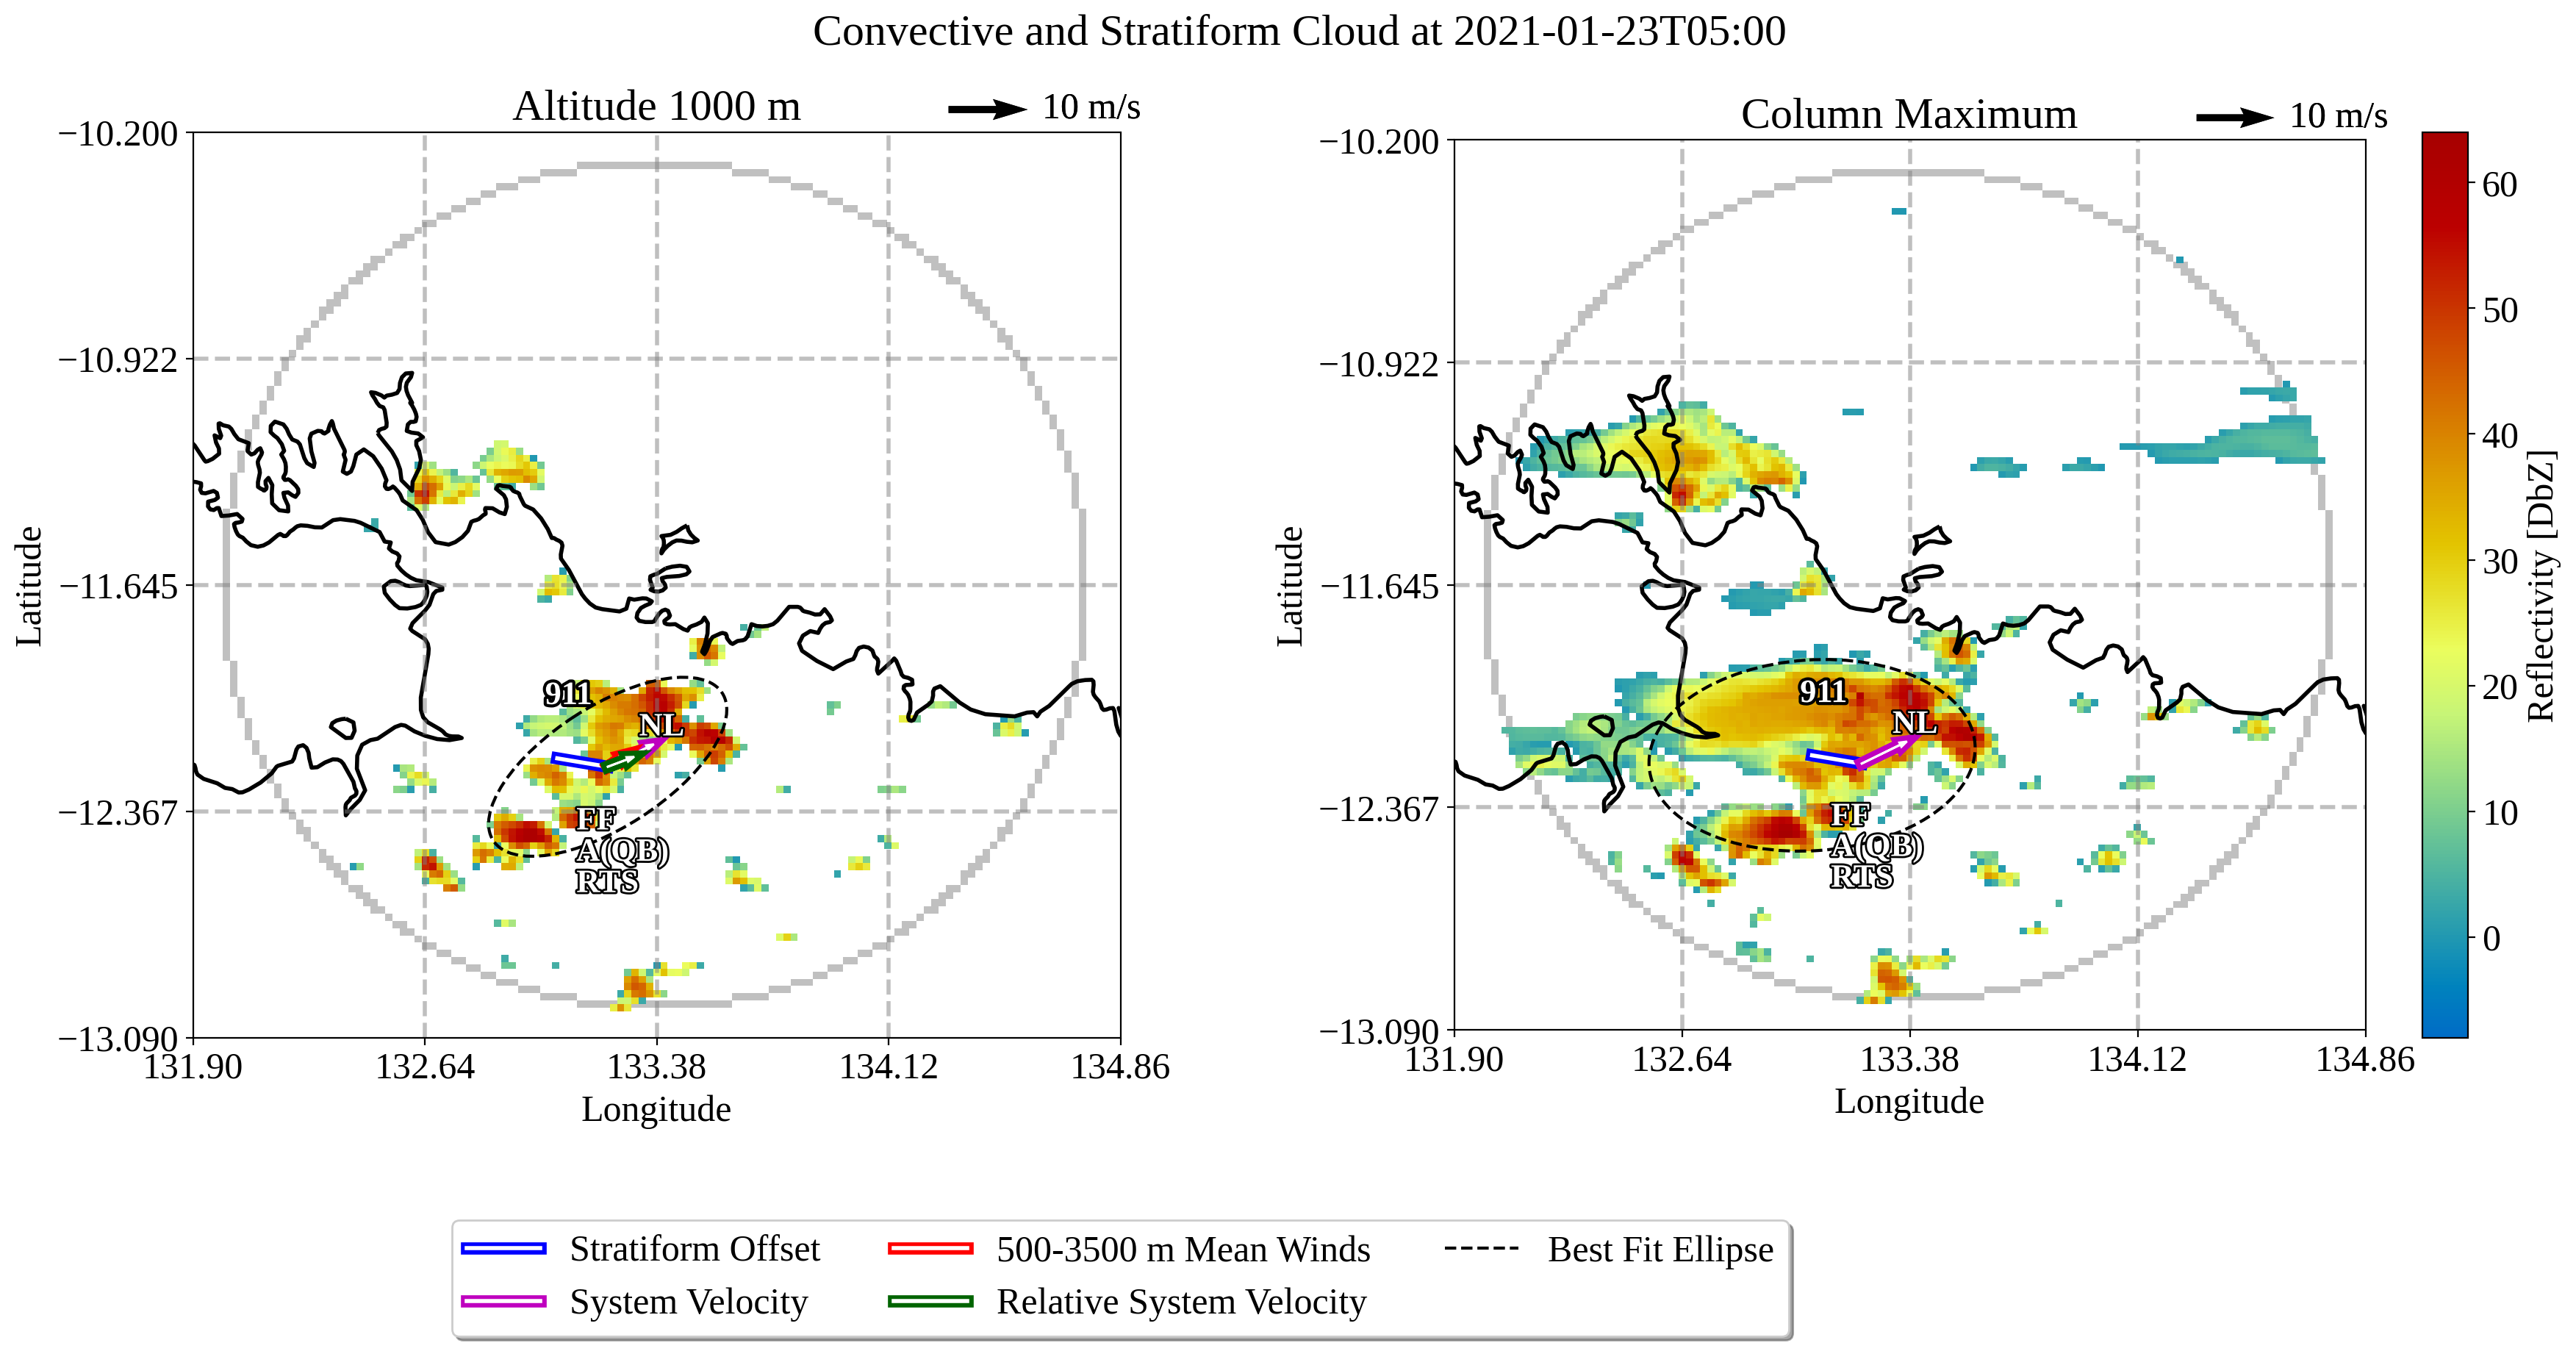 Convective and Stratiform Cloud at 2021-01-23T05:00
Altitude 1000 m
10 m/s
−10.200
−10.922
−11.645
−12.367
−13.090
Latitude
131.90
132.64
133.38
134.12
134.86
Longitude
911
NL
FF
A(QB)
RTS
Column Maximum
10 m/s
−10.200
−10.922
−11.645
−12.367
−13.090
Latitude
131.90
132.64
133.38
134.12
134.86
Longitude
911
NL
FF
A(QB)
RTS
60
50
40
30
20
10
0
Reflectivity [DbZ]
Stratiform Offset
System Velocity
500-3500 m Mean Winds
Relative System Velocity
Best Fit Ellipse